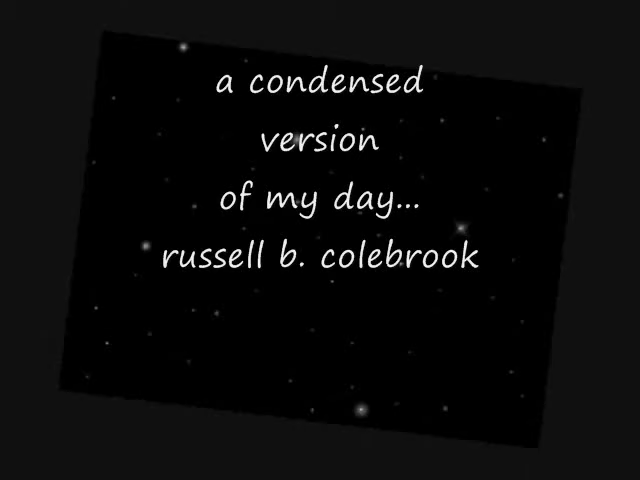 a condensed
version
of my day...
russell b. colebrook